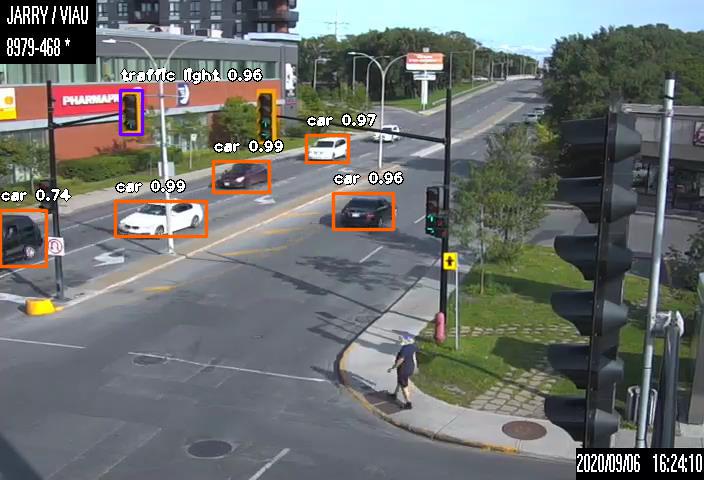 JARRY / VIAU
8979-468 *
traffic light 0.96
PHARMAP
car 0.97
car 0.99
car 0.74
car 0.99
car 0.96
2020/09/06 16:24:10